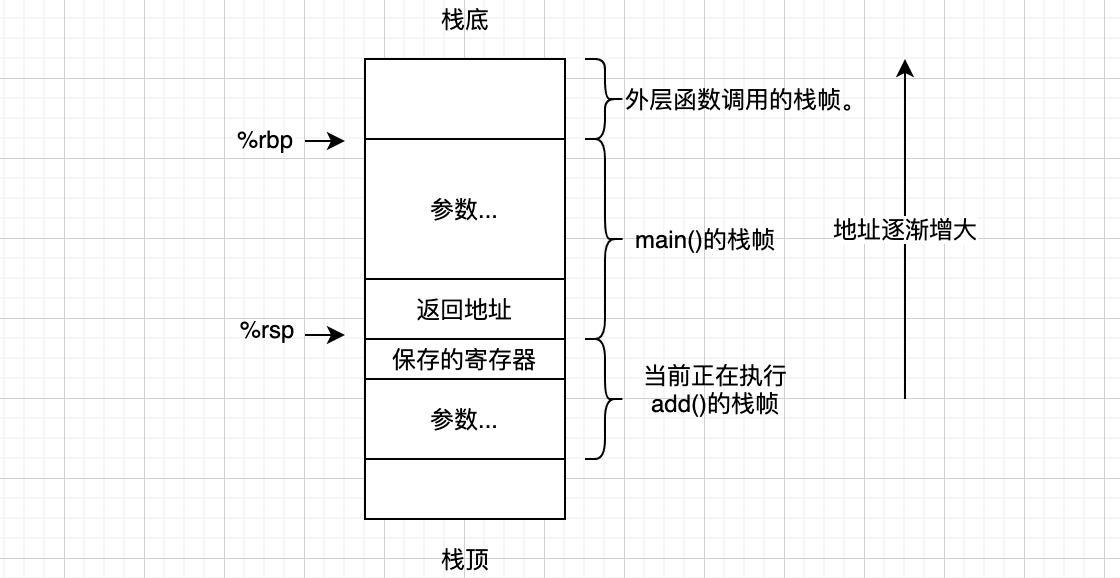 栈底
外层函数调用的栈帧。
%rbp
参数...
main()的栈帧
地址逐渐增大
返回地址
%rsp
保存的寄存器
当前正在执行
add()的栈帧
参数...
栈顶